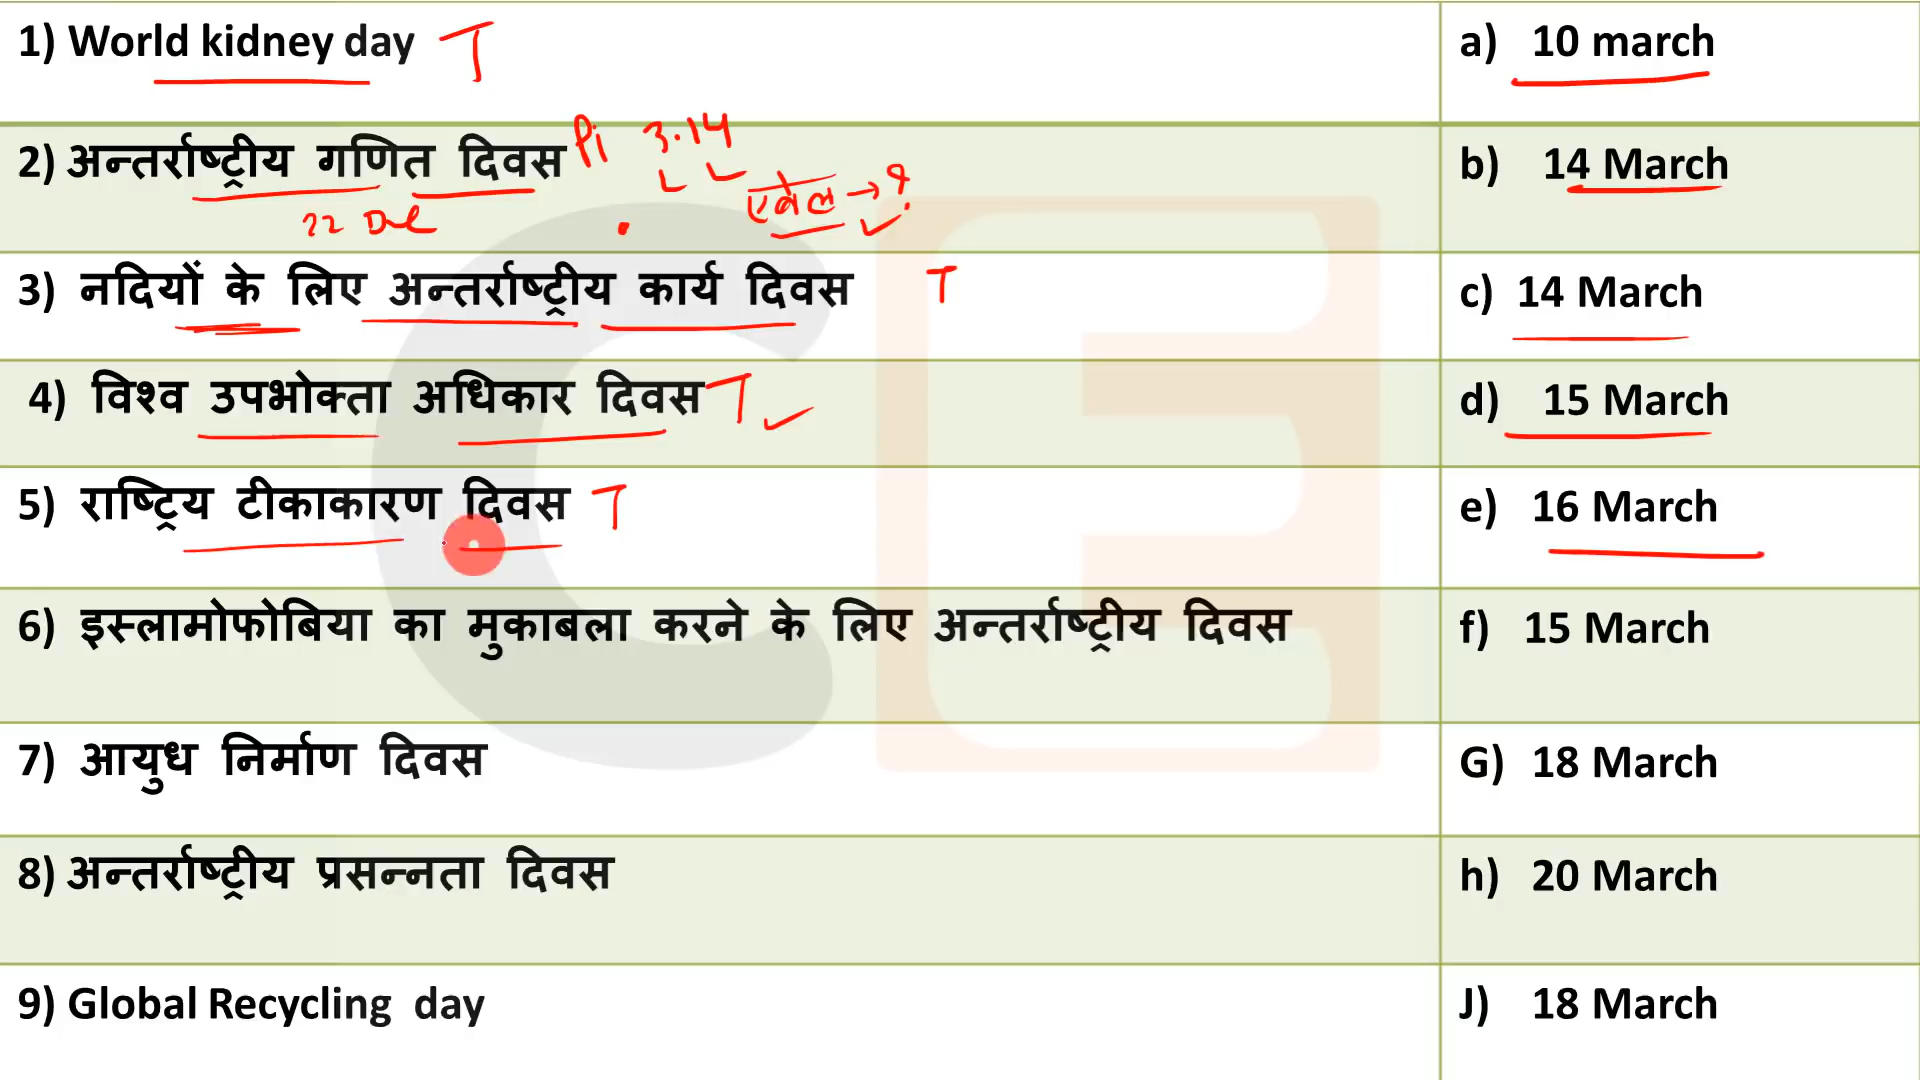 1) World kidney day T
a) 10 march
2) अन्तर्राष्ट्रीय गणित दिवस Pi 3.14
b) 14 March
22 Dec
3) नदियों के लिए अन्तर्राष्ट्रीय कार्य दिवस T
c) 14 March
4) विश्व उपभोक्ता अधिकार दिवस T
d) 15 March
5) राष्ट्रिय टीकाकारण दिवस T
e) 16 March
6) इस्लामोफोबिया का मुकाबला करने के लिए अन्तर्राष्ट्रीय दिवस
f) 15 March
7) आयुध निर्माण दिवस
G) 18 March
8) अन्तर्राष्ट्रीय प्रसन्नता दिवस
h) 20 March
9) Global Recycling day
J) 18 March